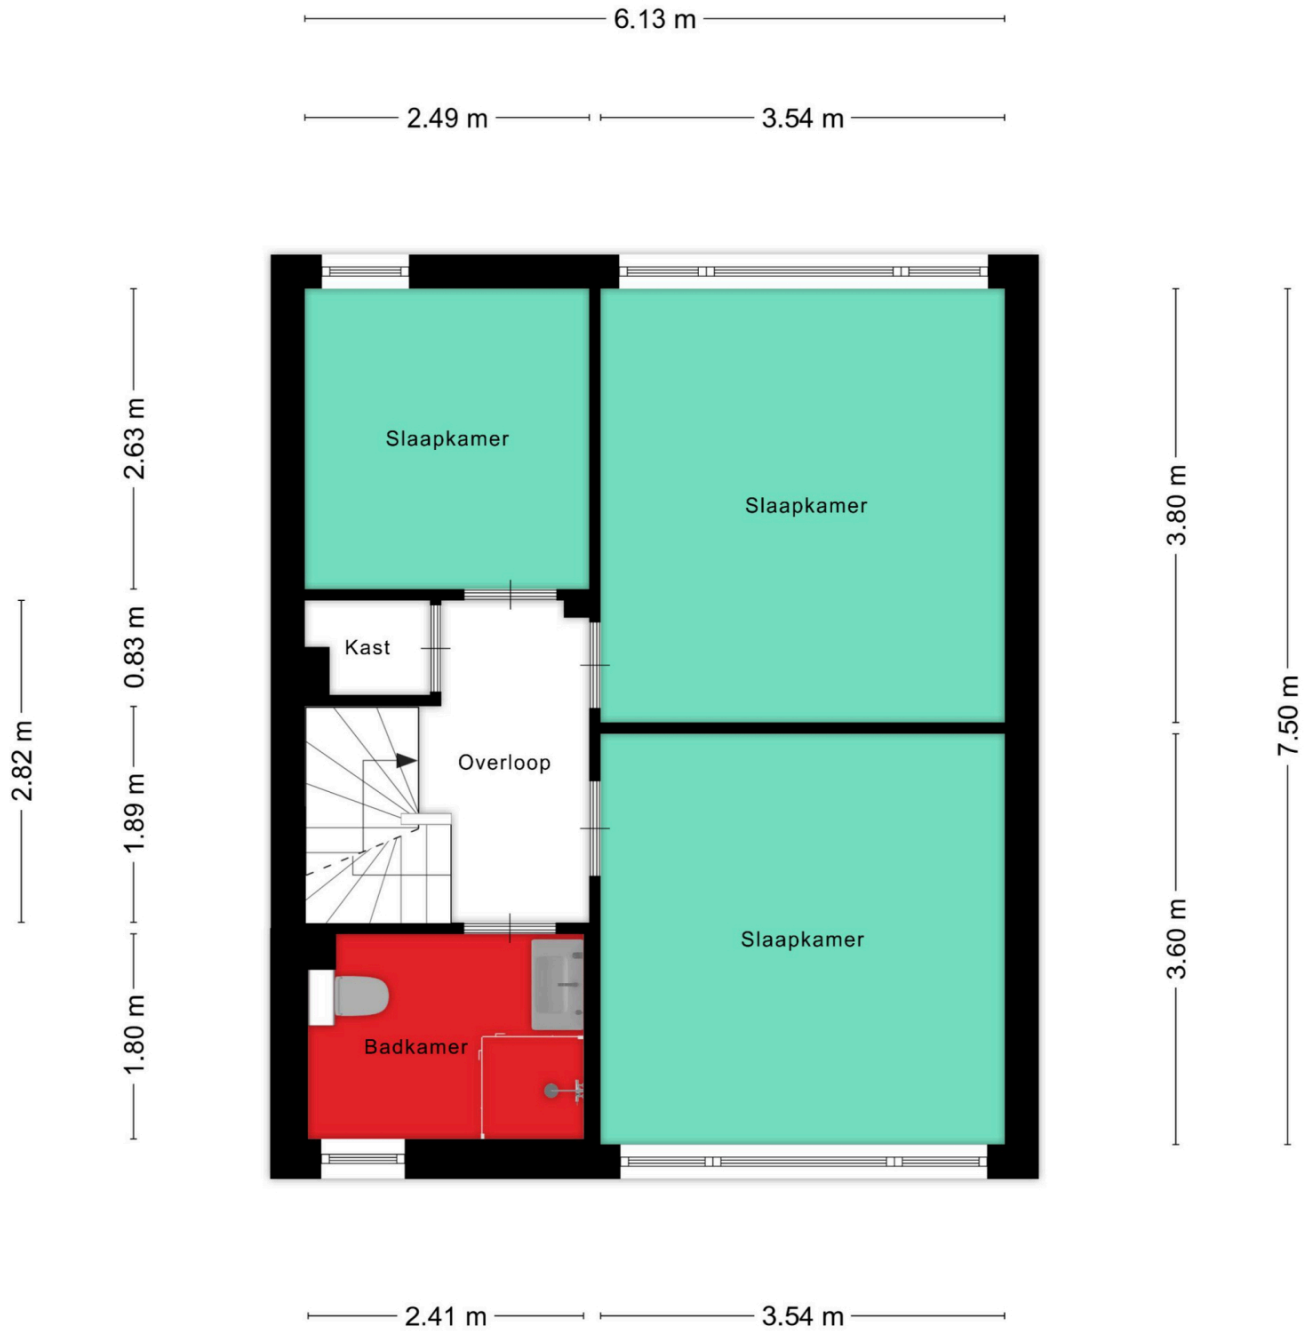 6.13 m
2.49 m
3.54 m
2.63 m
Slaapkamer
Slaapkamer
3.80 m
0.83 m
Kast
2.82 m
1.89 m
Overloop
7.50 m
Slaapkamer
3.60 m
1.80 m
Badkamer
2.41 m
3.54 m